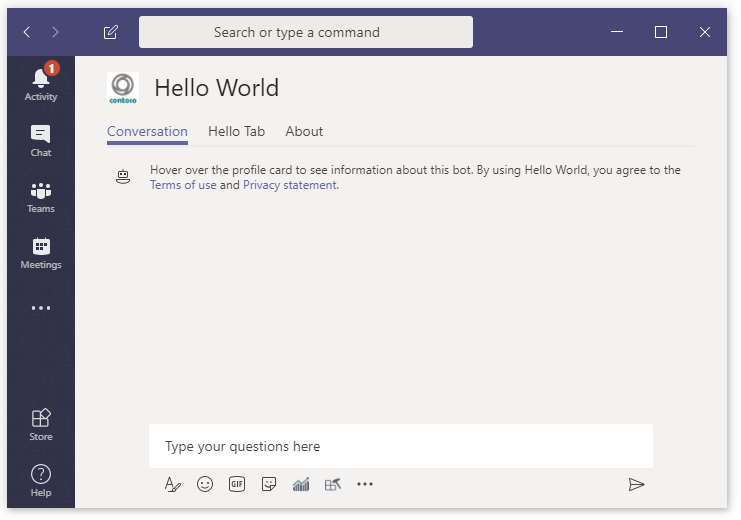 Search or type a command
1
Activity
Chat
Teams
Meetings
Store
Help
contoso
Hello World
Conversation Hello Tab About
Hover over the profile card to see information about this bot. By using Hello World, you agree to the
Terms of use and Privacy statement.
Type your questions here
GIF